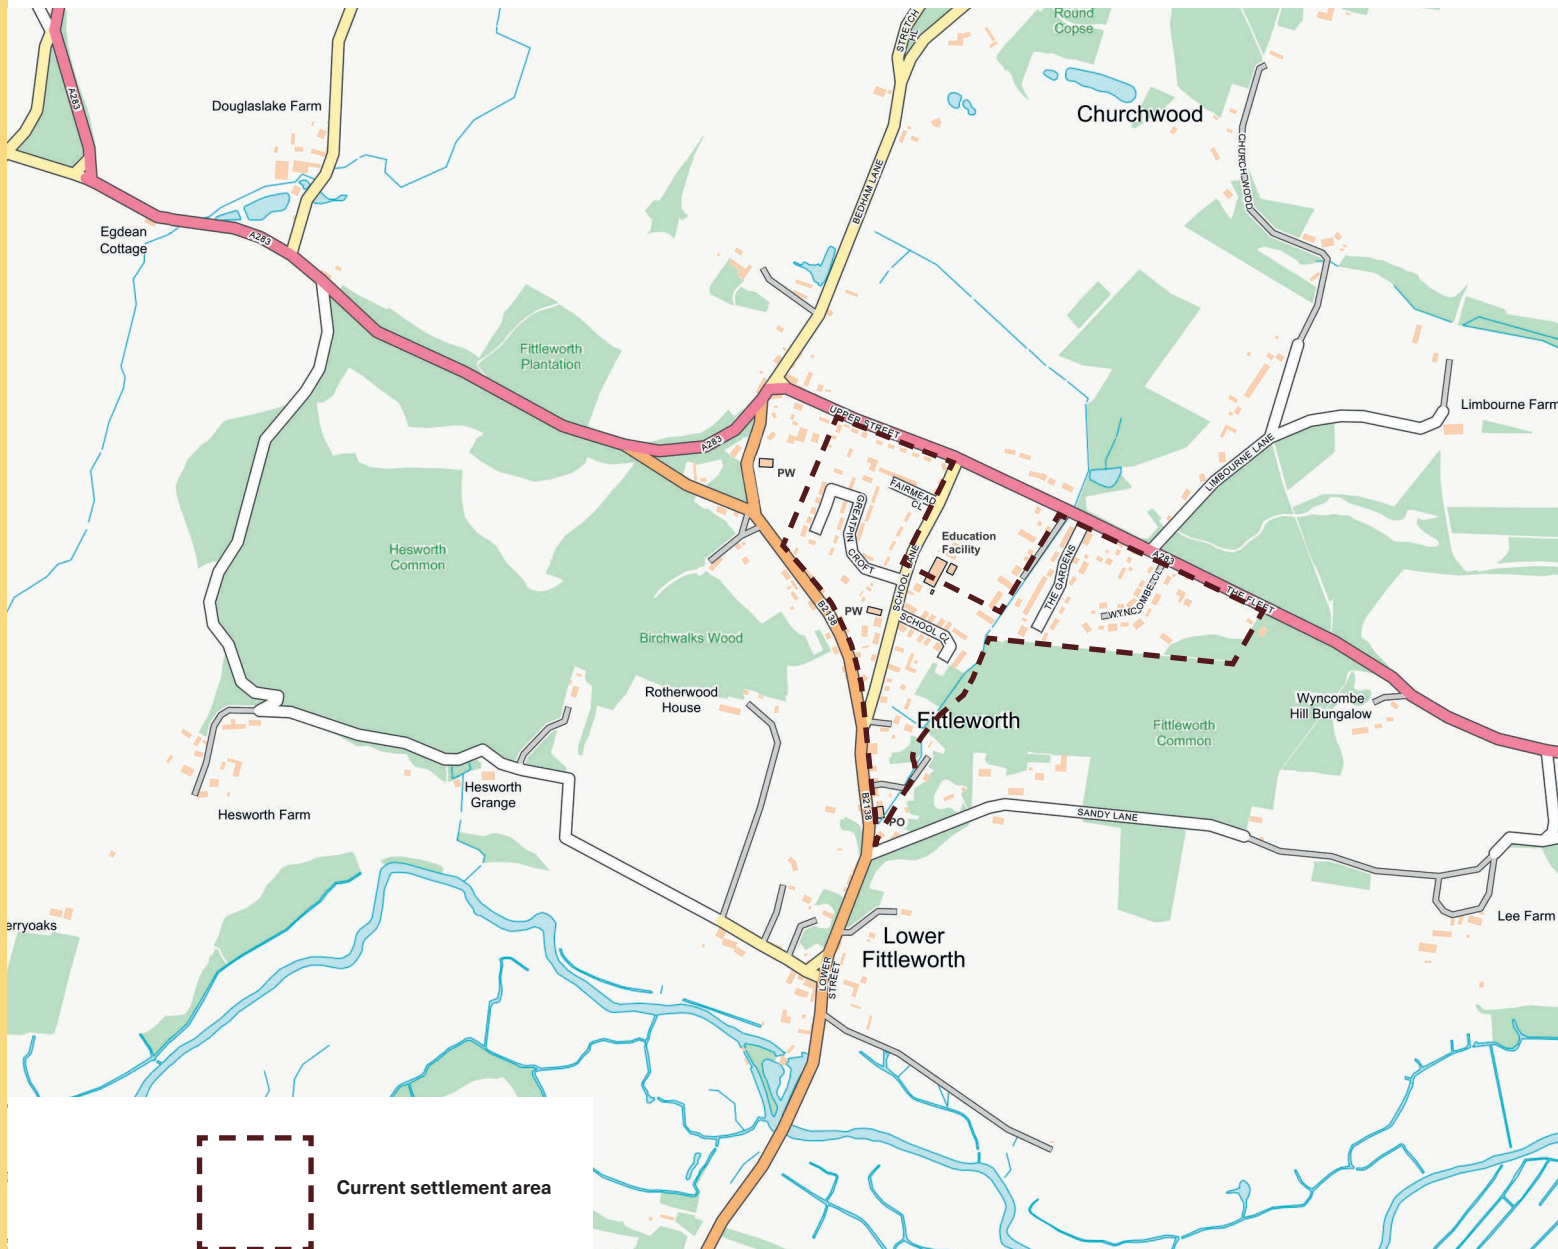 Round
Copse
STRETCH
HL
A283
Douglaslake Farm
Churchwood
CHURCHWOOD
BEDHAM LANE
Egdean
Cottage
A283
Fittleworth
Plantation
Limbourne Farm
UPPER STREET
A283
LIMBOURNE LANE
PW
FAIRMEAD
CL
GREATPIN
CROFT
Education
Facility
Hesworth
Common
SCHOOL LANE
THE GARDENS
A283
WYNCOMBE CL
THE FLEET
B2138
PW
SCHOOL CL
Birchwalks Wood
Rotherwood
House
Wyncombe
Hill Bungalow
Fittleworth
Fittleworth
Common
Hesworth
Grange
B2138
PO
SANDY LANE
Hesworth Farm
erryoaks
Lee Farm
Lower
Fittleworth
LOWER
STREET
Current settlement area